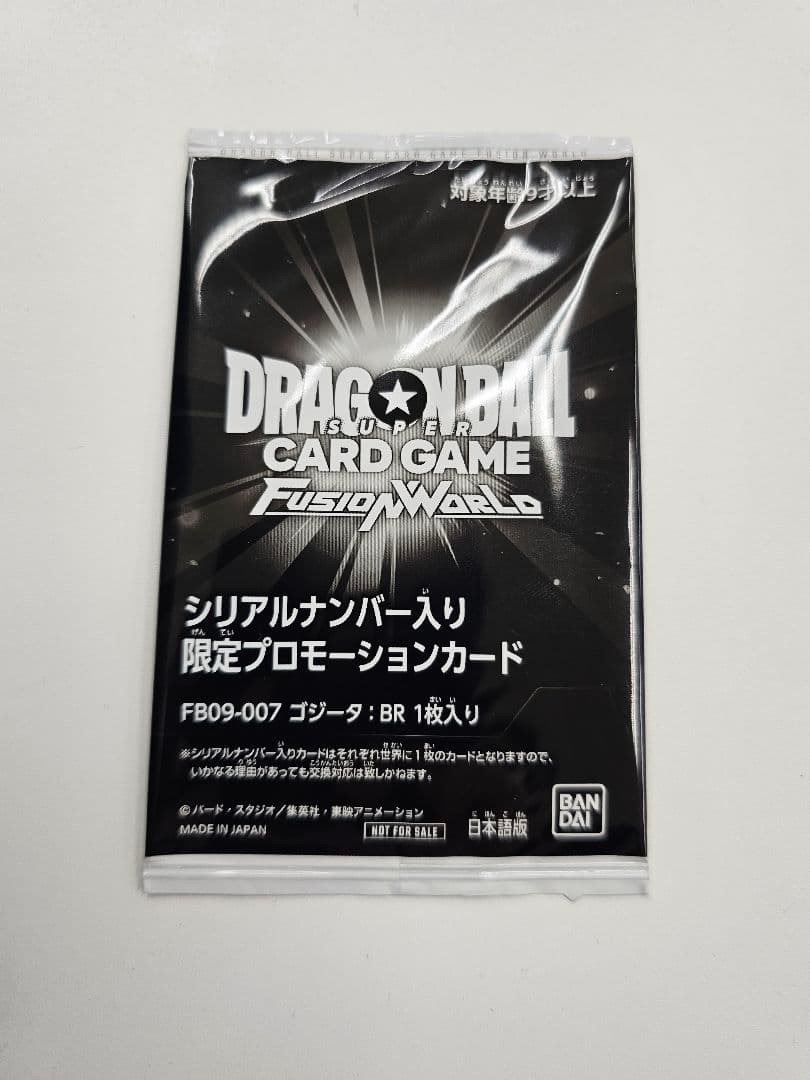 DRAGON BALL SUPER CARD GAME FUSION WORLD
対象年齢9才以上
DRAGON BALL
SUPER
CARD GAME
FUSION WORLD
シリアルナンバー入り
限定プロモーションカード
FB09-007 ゴジータ：BR 1枚入り
※シリアルナンバー入りカードはそれぞれ世界に1枚のカードとなりますので、
いかなる理由があっても交換対応は致しかねます。
©バード・スタジオ／集英社・東映アニメーション
MADE IN JAPAN
NOT FOR SALE
日本語版
BAN
DAI